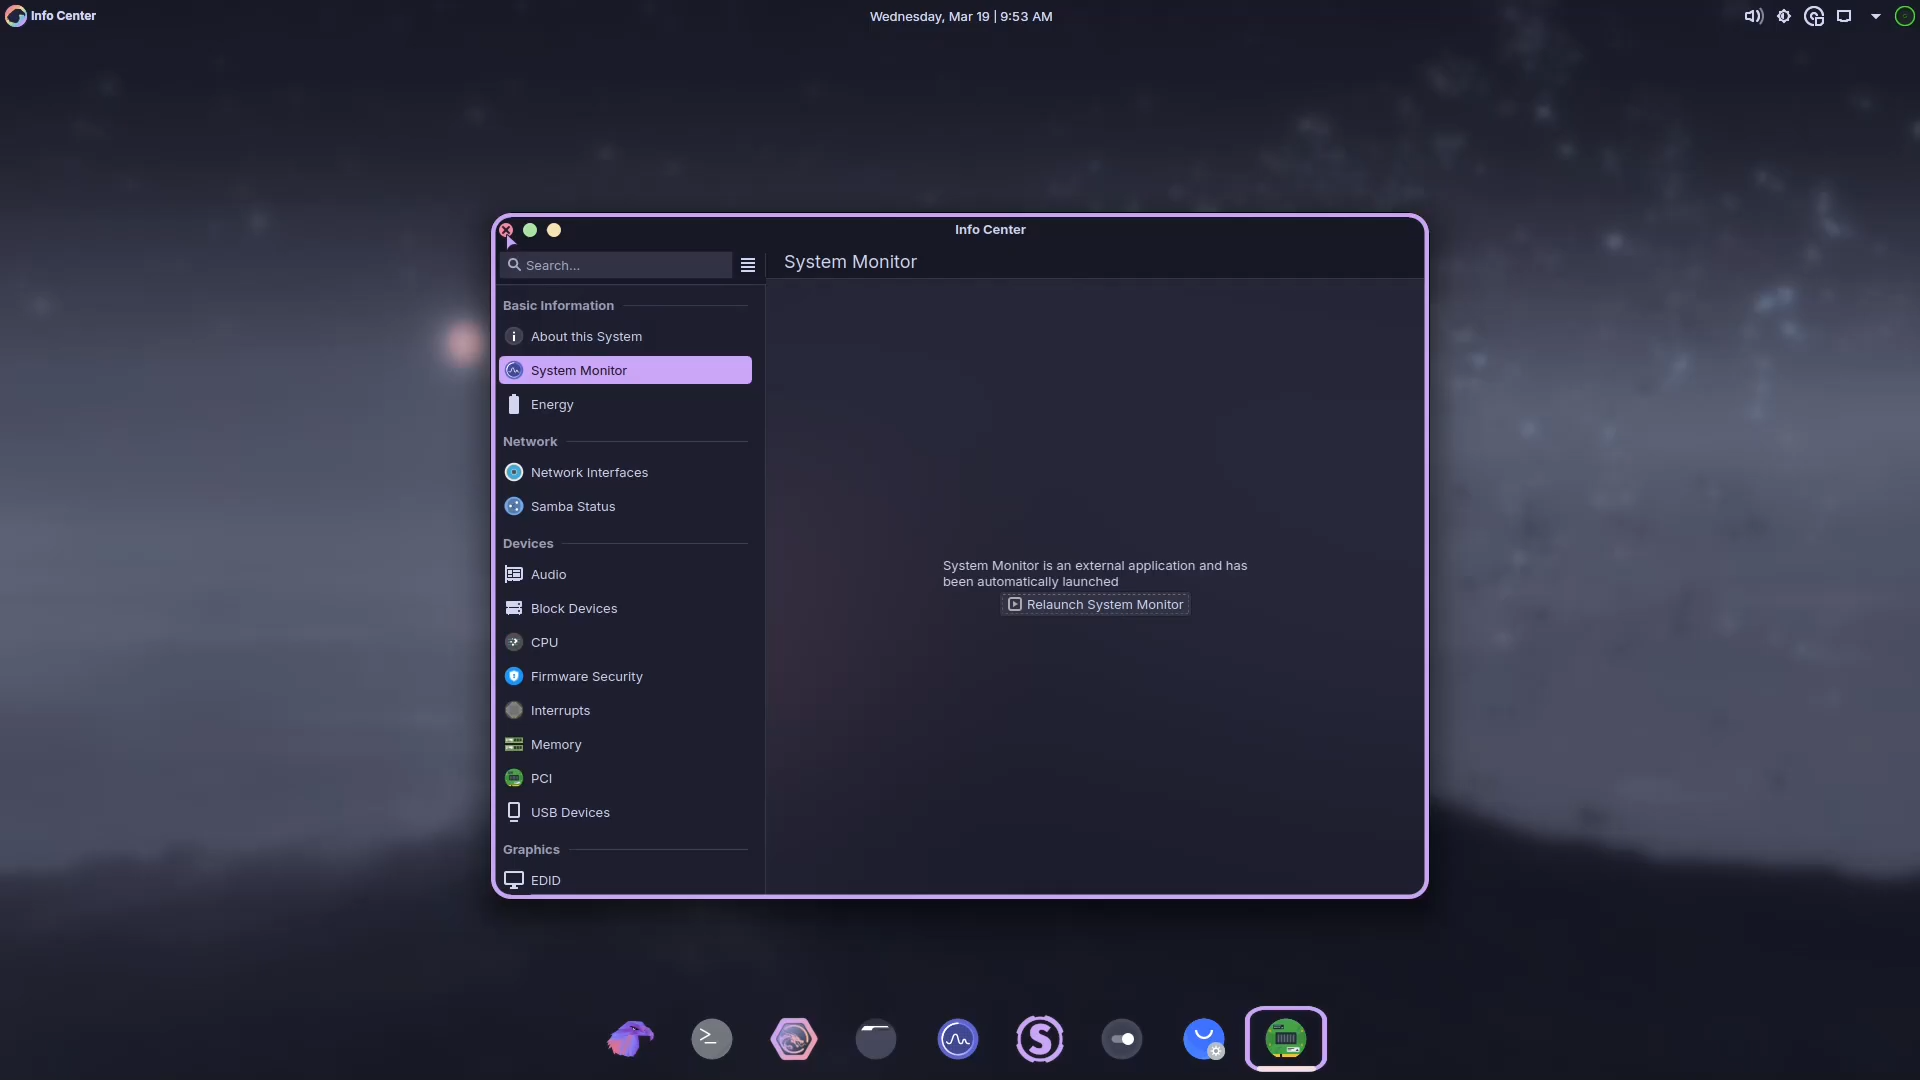 Info Center
Wednesday, Mar 19 | 9:53 AM
Info Center
Search...
System Monitor
Basic Information
About this System
System Monitor
Energy
Network
Network Interfaces
Samba Status
Devices
Audio
Block Devices
CPU
Firmware Security
Interrupts
Memory
PCI
USB Devices
Graphics
EDID
System Monitor is an external application and has
been automatically launched
Relaunch System Monitor